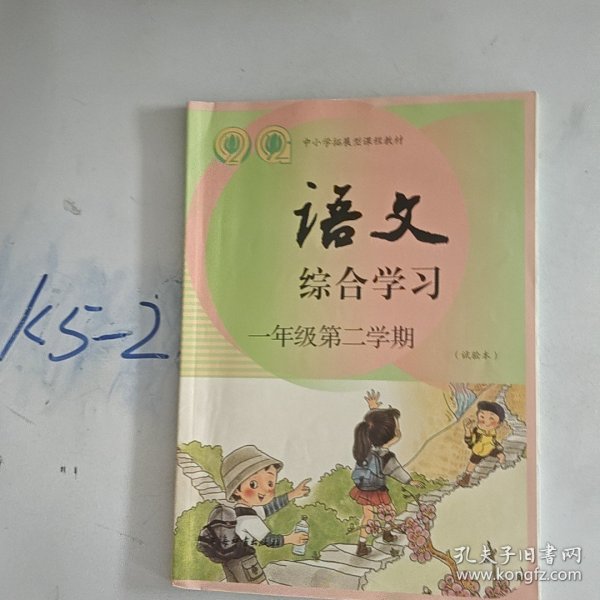 中小学拓展型课程教材
语文
综合学习
一年级第二学期
(试验本)
K5-2
孔夫子旧书网
www.kongfz.com